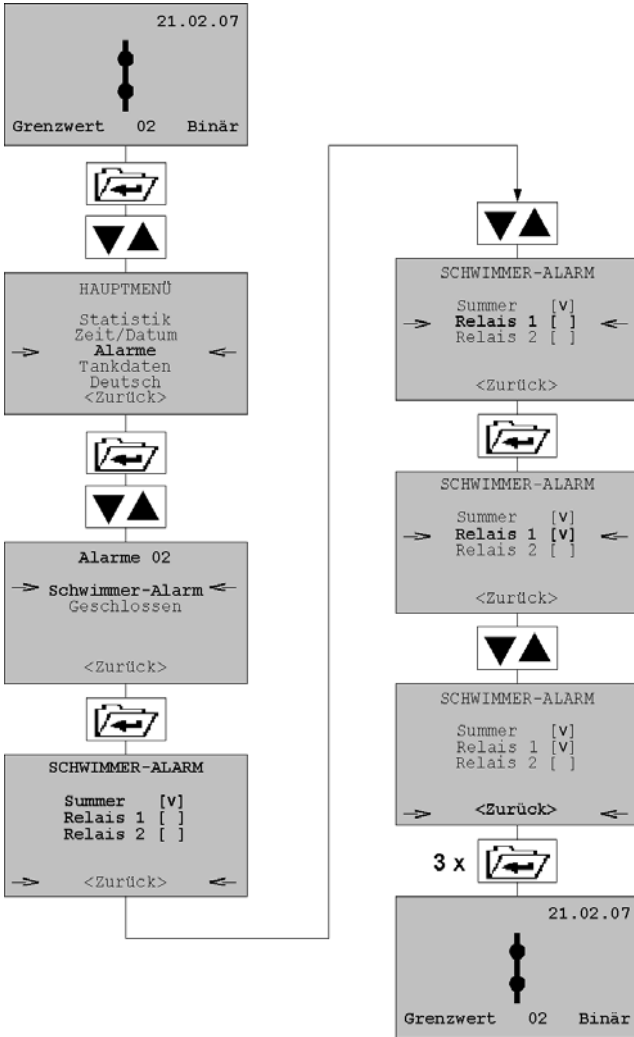 21.02.07
Grenzwert 02 Binär
HAUPTMENÜ
Statistik
Zeit/Datum
Alarme
Tankdaten
Deutsch
<Zurück>
Alarme 02
Schwimmer-Alarm
Geschlossen
<Zurück>
SCHWIMMER-ALARM
Summer [V]
Relais 1 [ ]
Relais 2 [ ]
<Zurück>
SCHWIMMER-ALARM
Summer [V]
Relais 1 [ ]
Relais 2 [ ]
<Zurück>
SCHWIMMER-ALARM
Summer [V]
Relais 1 [V]
Relais 2 [ ]
<Zurück>
SCHWIMMER-ALARM
Summer [V]
Relais 1 [V]
Relais 2 [ ]
<Zurück>
3 x
21.02.07
Grenzwert 02 Binär